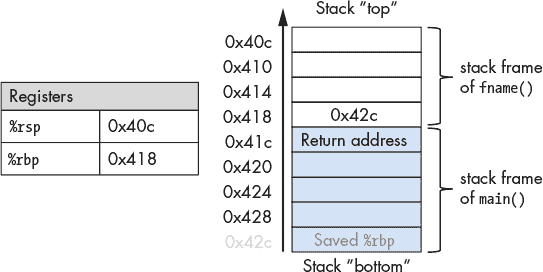 Stack "top"
0x40c
0x410
0x414
0x418 0x42c
0x41c Return address
0x420
0x424
0x428
0x42c Saved %rbp
Stack "bottom"
stack frame
of fname()
stack frame
of main()
Registers
%rsp 0x40c
%rbp 0x418